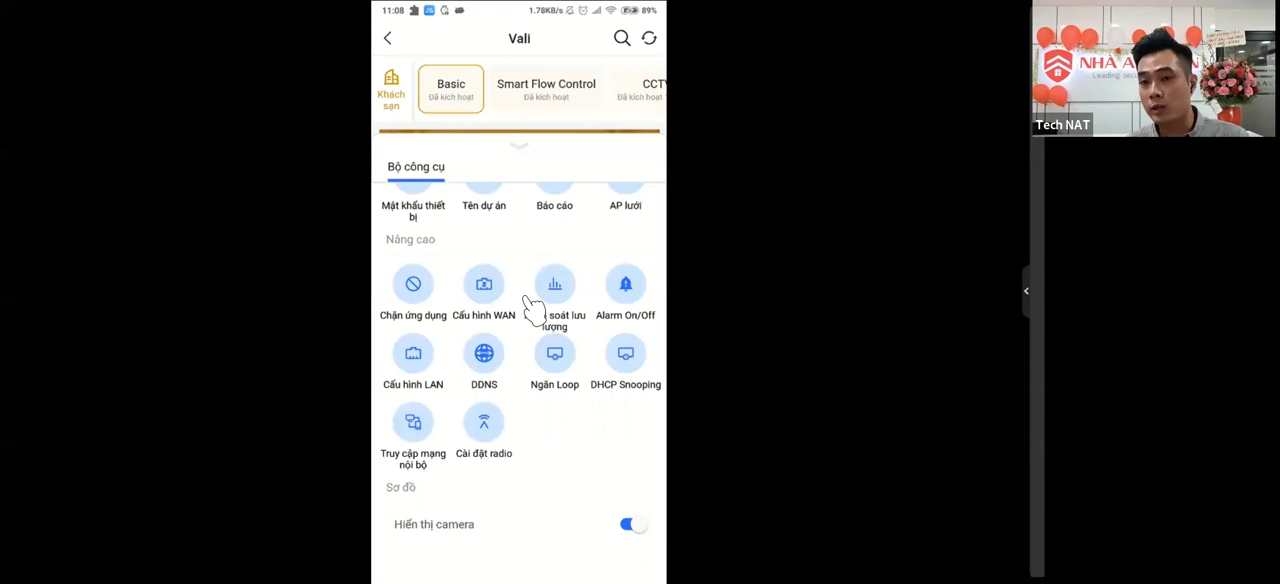 11:08
1.78KB/s
89%
Vali
Khách
sạn
Basic
Đã kích hoạt
Smart Flow Control
Đã kích hoạt
CCTV
Đã kích hoạt
Bộ công cụ
Mật khẩu thiết
bị
Tên dự án
Báo cáo
AP lưới
Nâng cao
Chặn ứng dụng
Cấu hình WAN
soát lưu
lượng
Alarm On/Off
Cấu hình LAN
DDNS
Ngăn Loop
DHCP Snooping
Truy cập mạng
nội bộ
Cài đặt radio
Sơ đồ
Hiển thị camera
NHÀ A
Leading
Tech NAT